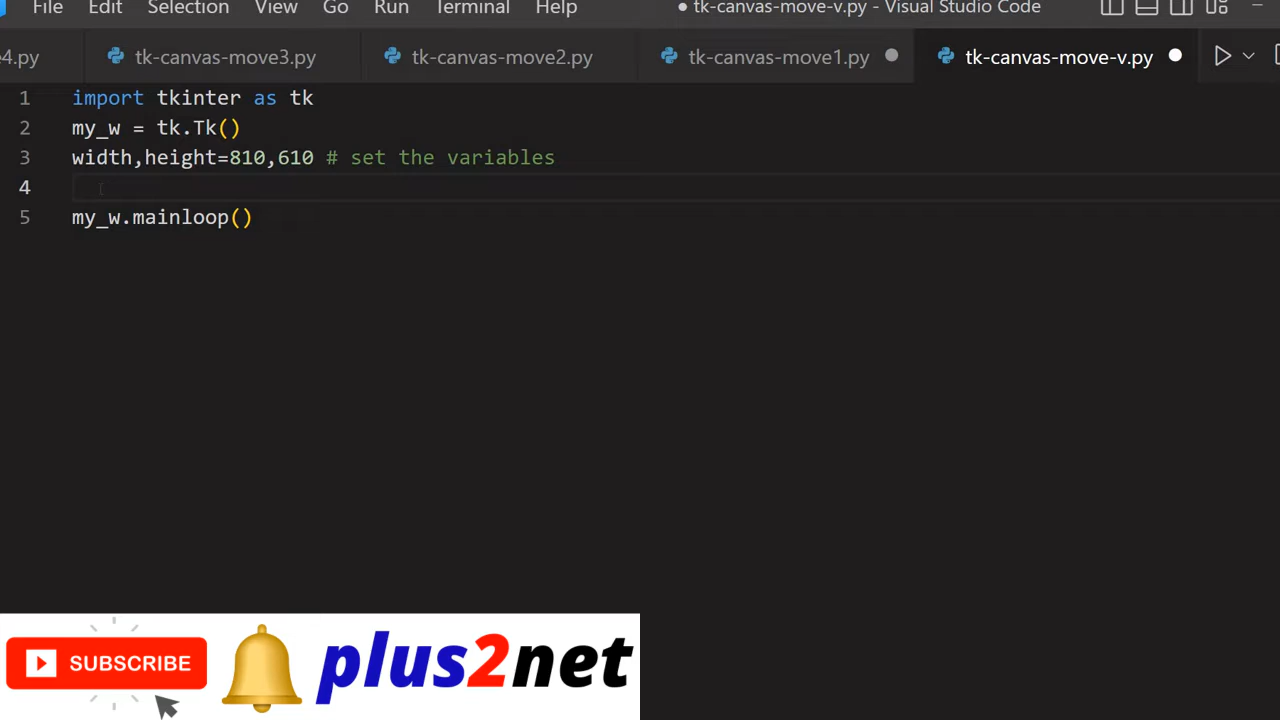 File Edit Selection View Go Run Terminal Help ● tk-canvas-move-v.py - Visual Studio Code
e4.py tk-canvas-move3.py tk-canvas-move2.py tk-canvas-move1.py tk-canvas-move-v.py
1 import tkinter as tk
2 my_w = tk.Tk()
3 width,height=810,610 # set the variables
4
5 my_w.mainloop()
SUBSCRIBE plus2net